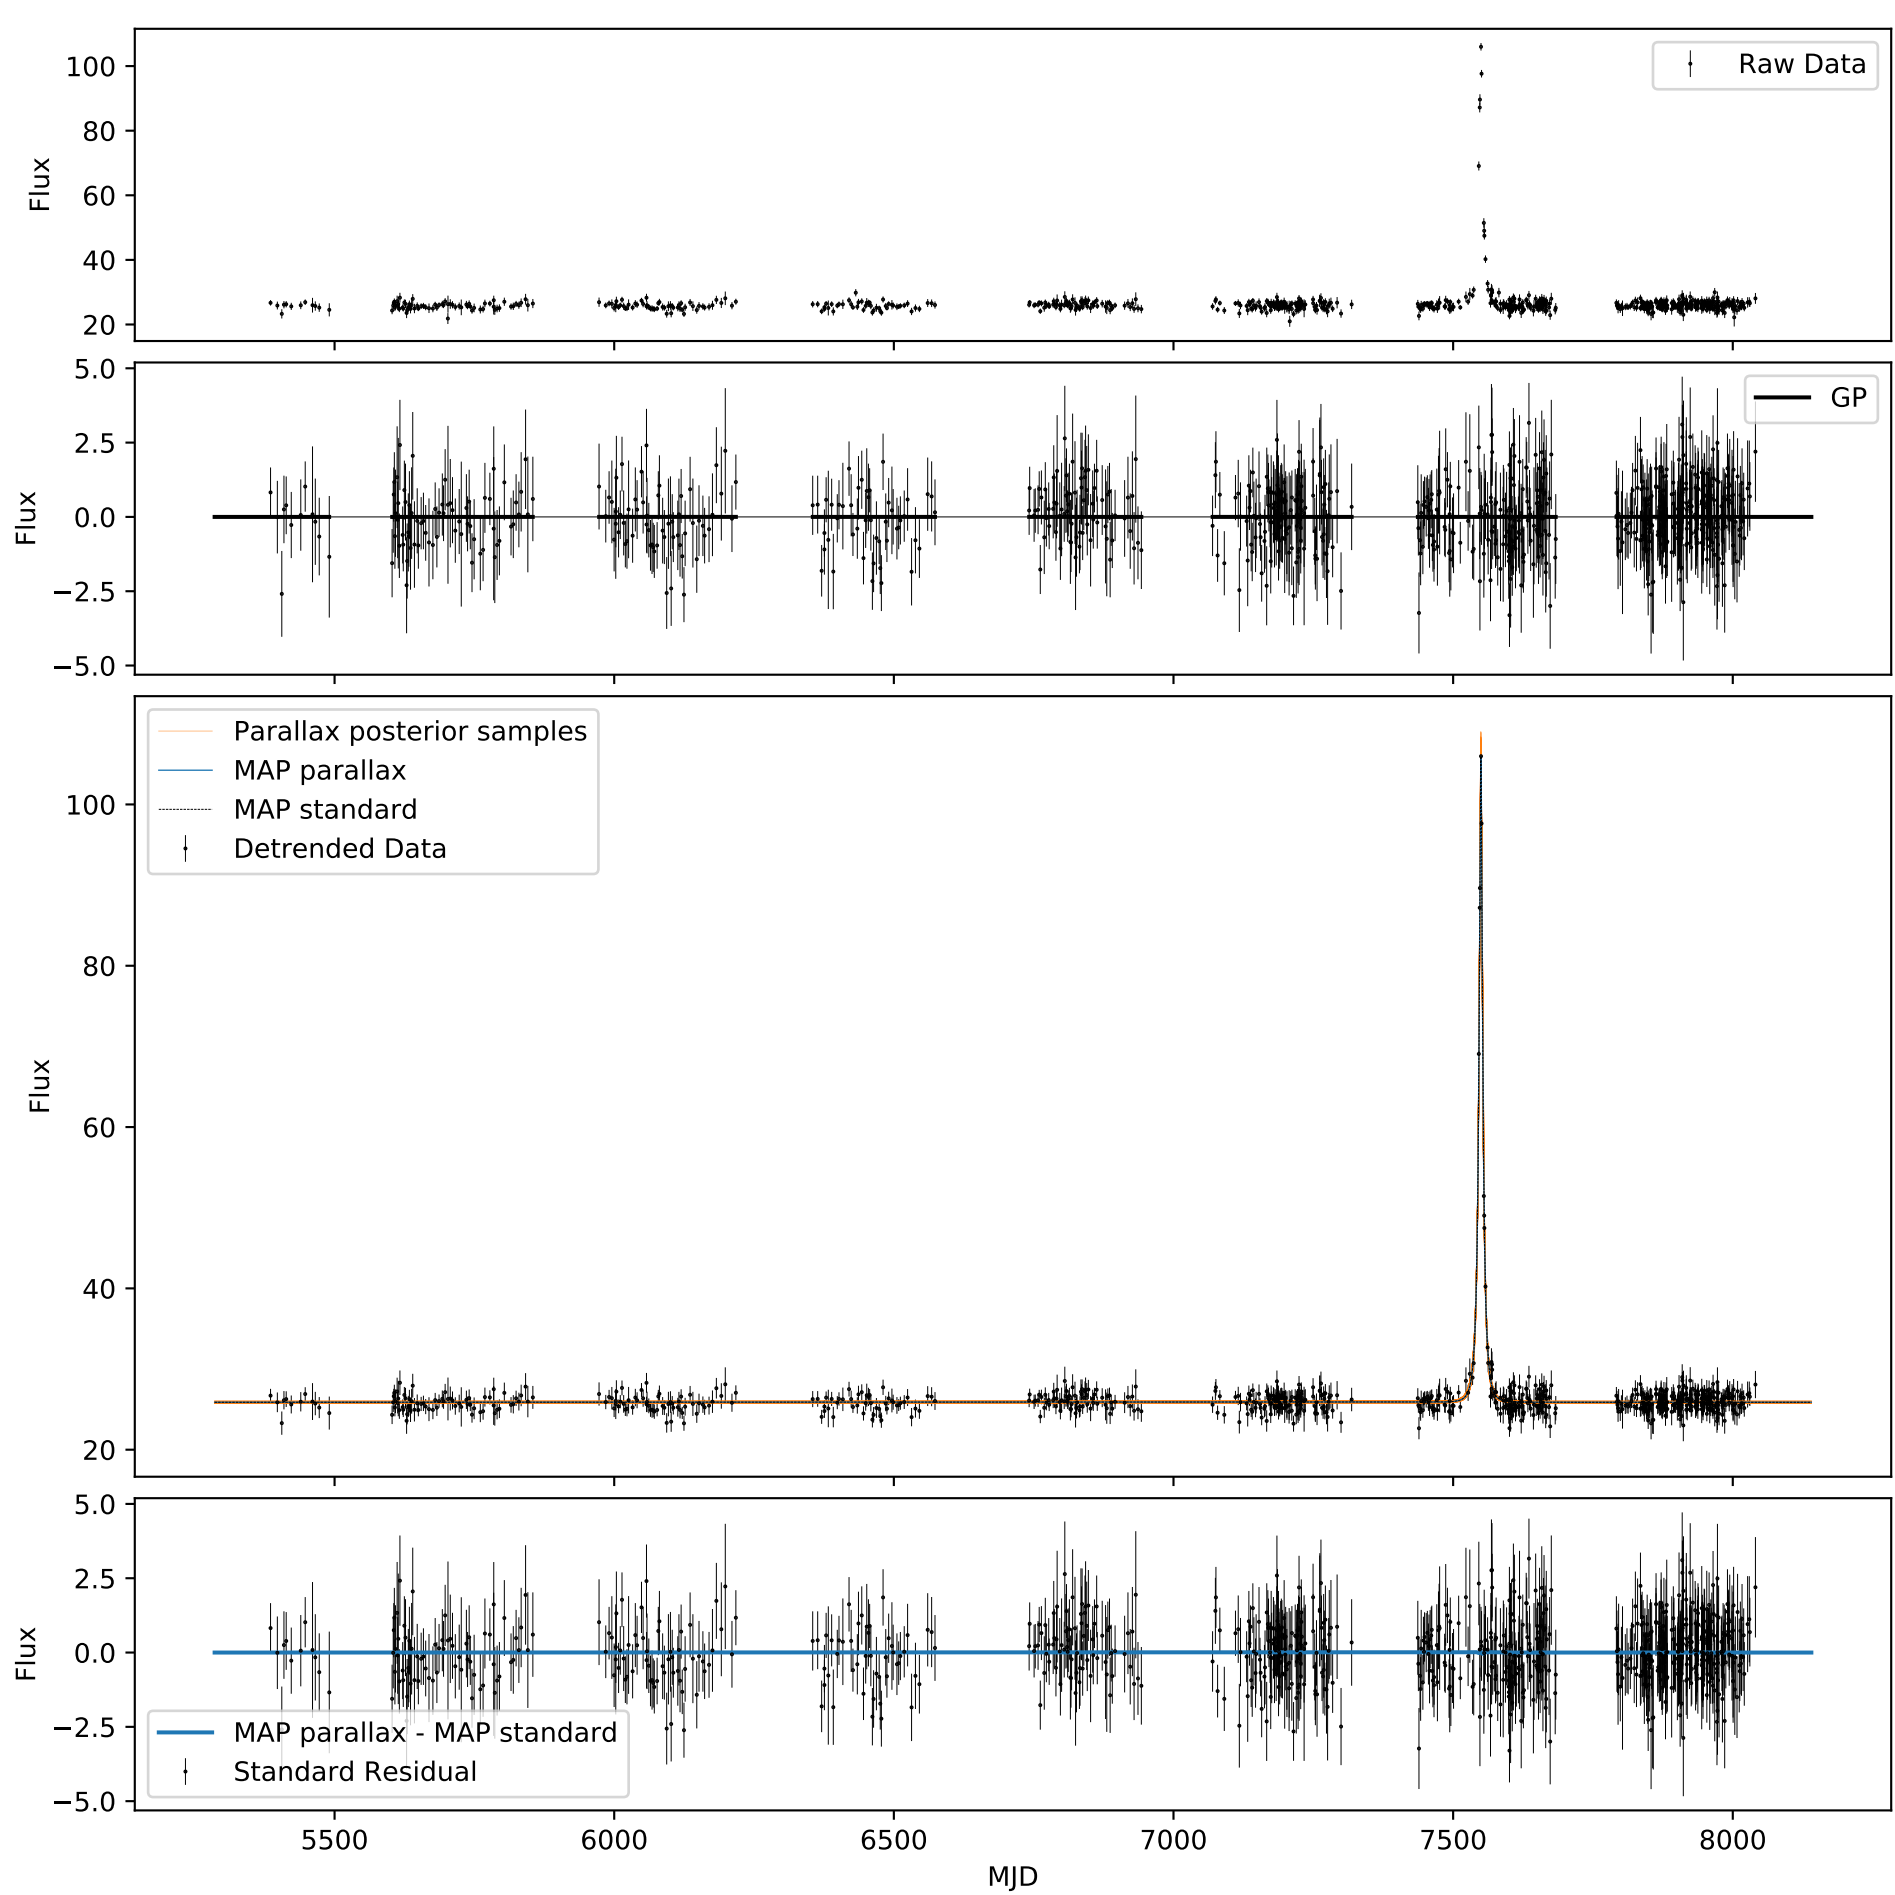 100
80
60
40
20
Flux
Raw Data
5.0
2.5
0.0
−2.5
−5.0
Flux
GP
100
80
60
40
20
Flux
Parallax posterior samples
MAP parallax
MAP standard
Detrended Data
5.0
2.5
0.0
−2.5
−5.0
Flux
MAP parallax - MAP standard
Standard Residual
5500 6000 6500 7000 7500 8000
MJD